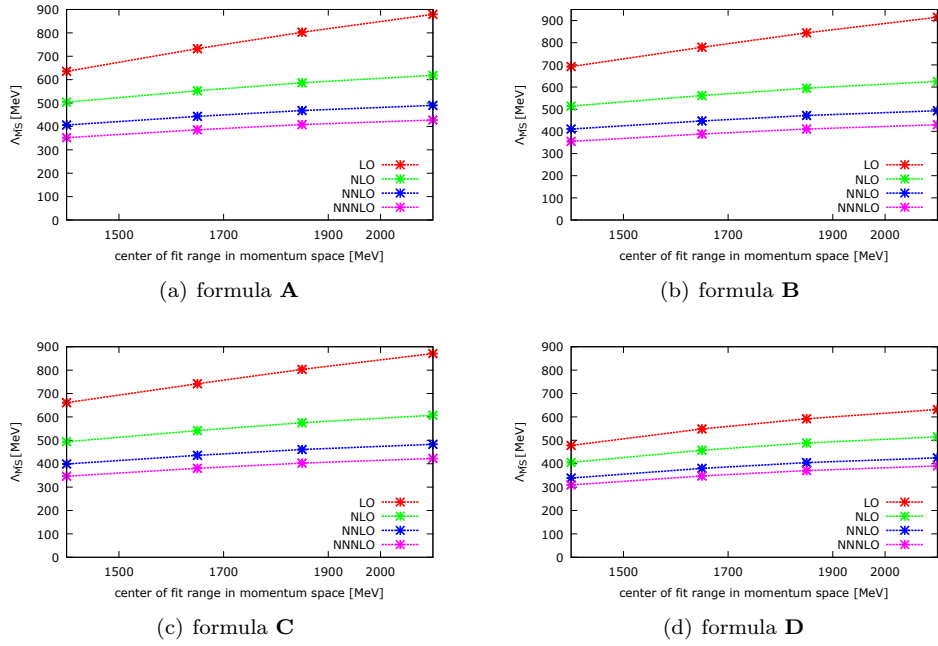 900
800
700
600
500
400
300
200
100
0
Λ_MS [MeV]
LO
NLO
NNLO
NNNLO
1500 1700 1900 2000
center of fit range in momentum space [MeV]
(a) formula A
900
800
700
600
500
400
300
200
100
0
Λ_MS [MeV]
LO
NLO
NNLO
NNNLO
1500 1700 1900 2000
center of fit range in momentum space [MeV]
(b) formula B
900
800
700
600
500
400
300
200
100
0
Λ_MS [MeV]
LO
NLO
NNLO
NNNLO
1500 1700 1900 2000
center of fit range in momentum space [MeV]
(c) formula C
900
800
700
600
500
400
300
200
100
0
Λ_MS [MeV]
LO
NLO
NNLO
NNNLO
1500 1700 1900 2000
center of fit range in momentum space [MeV]
(d) formula D